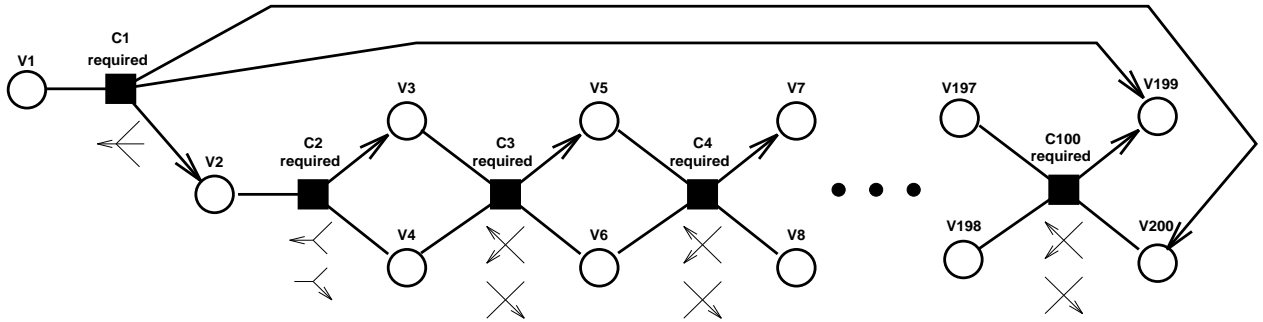 C1
required
V1
V2
C2
required
V3
V4
C3
required
V5
V6
C4
required
V7
V8
V197
V198
C100
required
V199
V200